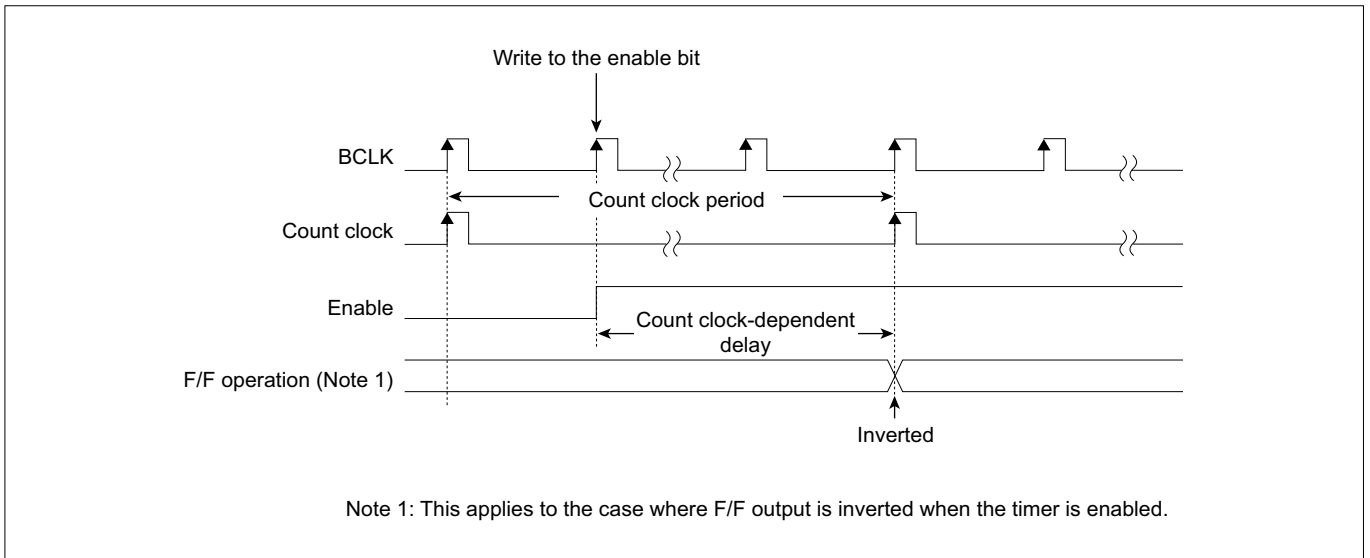 Write to the enable bit
BCLK
Count clock period
Count clock
Enable
Count clock-dependent
delay
F/F operation (Note 1)
Inverted
Note 1: This applies to the case where F/F output is inverted when the timer is enabled.